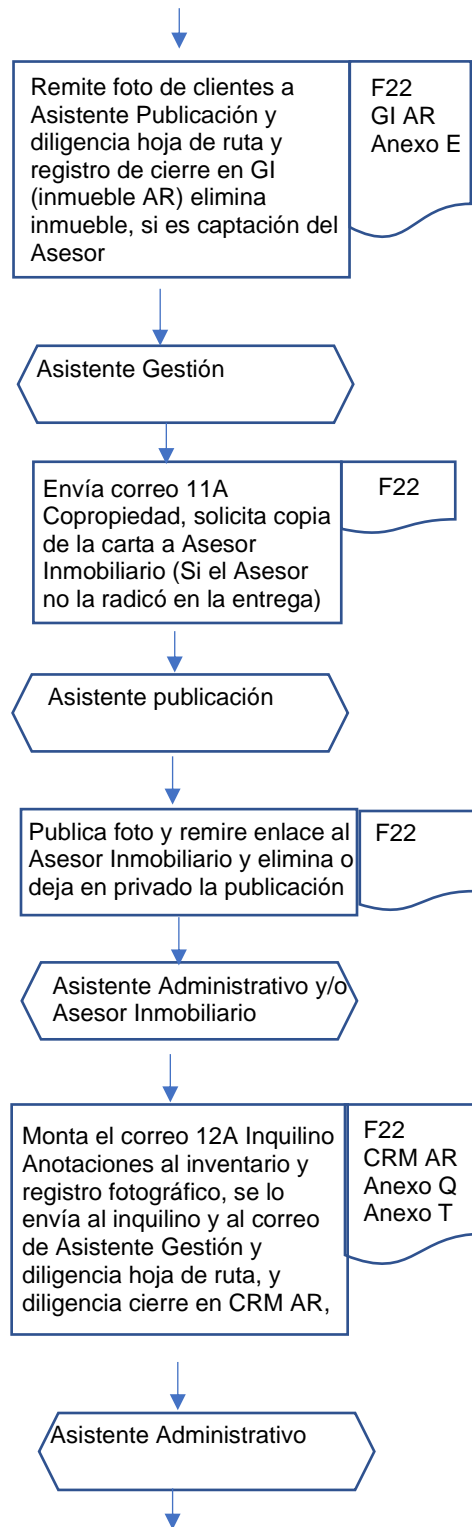 Remite foto de clientes a
Asistente Publicación y
diligencia hoja de ruta y
registro de cierre en GI
(inmueble AR) elimina
inmueble, si es captación del
Asesor
F22
GI AR
Anexo E
Asistente Gestión
Envía correo 11A
Copropiedad, solicita copia
de la carta a Asesor
Inmobiliario (Si el Asesor
no la radicó en la entrega)
F22
Asistente publicación
Publica foto y remire enlace al
Asesor Inmobiliario y elimina o
deja en privado la publicación
F22
Asistente Administrativo y/o
Asesor Inmobiliario
Monta el correo 12A Inquilino
Anotaciones al inventario y
registro fotográfico, se lo
envía al inquilino y al correo
de Asistente Gestión y
diligencia hoja de ruta, y
diligencia cierre en CRM AR,
F22
CRM AR
Anexo Q
Anexo T
Asistente Administrativo